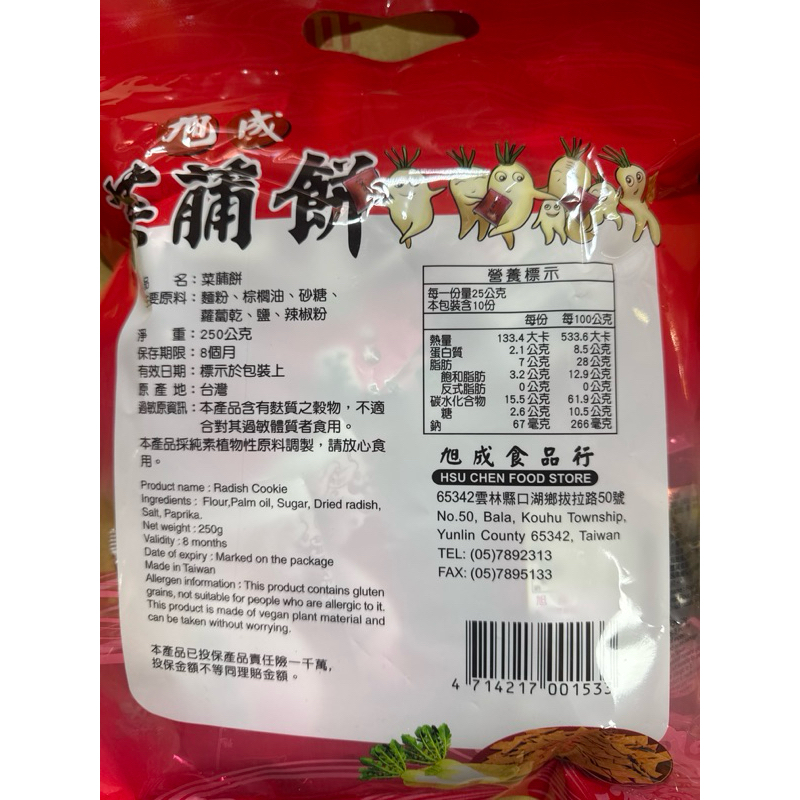 旭成
菜脯餅
品名：菜脯餅
主要原料：麵粉、棕櫚油、砂糖、
蘿蔔乾、鹽、辣椒粉
淨重：250公克
保存期限：8個月
有效日期：標示於包裝上
原產地：台灣
過敏原資訊：本產品含有麩質之穀物，不適
合對其過敏體質者食用。
本產品採純素植物性原料調製，請放心食
用。
Product name : Radish Cookie
Ingredients : Flour,Palm oil, Sugar, Dried radish,
Salt, Paprika.
Net weight : 250g
Validity : 8 months
Date of expiry : Marked on the package
Made in Taiwan
Allergen information : This product contains gluten
grains, not suitable for people who are allergic to it.
This product is made of vegan plant material and
can be taken without worrying.
本產品已投保產品責任險一千萬,
投保金額不等同理賠金額。
營養標示
每一份量25公克
本包裝含10份
每份 每100公克
熱量 133.4大卡 533.6大卡
蛋白質 2.1公克 8.5公克
脂肪 7公克 28公克
飽和脂肪 3.2公克 12.9公克
反式脂肪 0公克 0公克
碳水化合物 15.5公克 61.9公克
糖 2.6公克 10.5公克
鈉 67毫克 266毫克
旭成食品行
HSU CHEN FOOD STORE
65342雲林縣口湖鄉拔拉路50號
No.50, Bala, Kouhu Township,
Yunlin County 65342, Taiwan
TEL: (05)7892313
FAX: (05)7895133
4 714217 001533